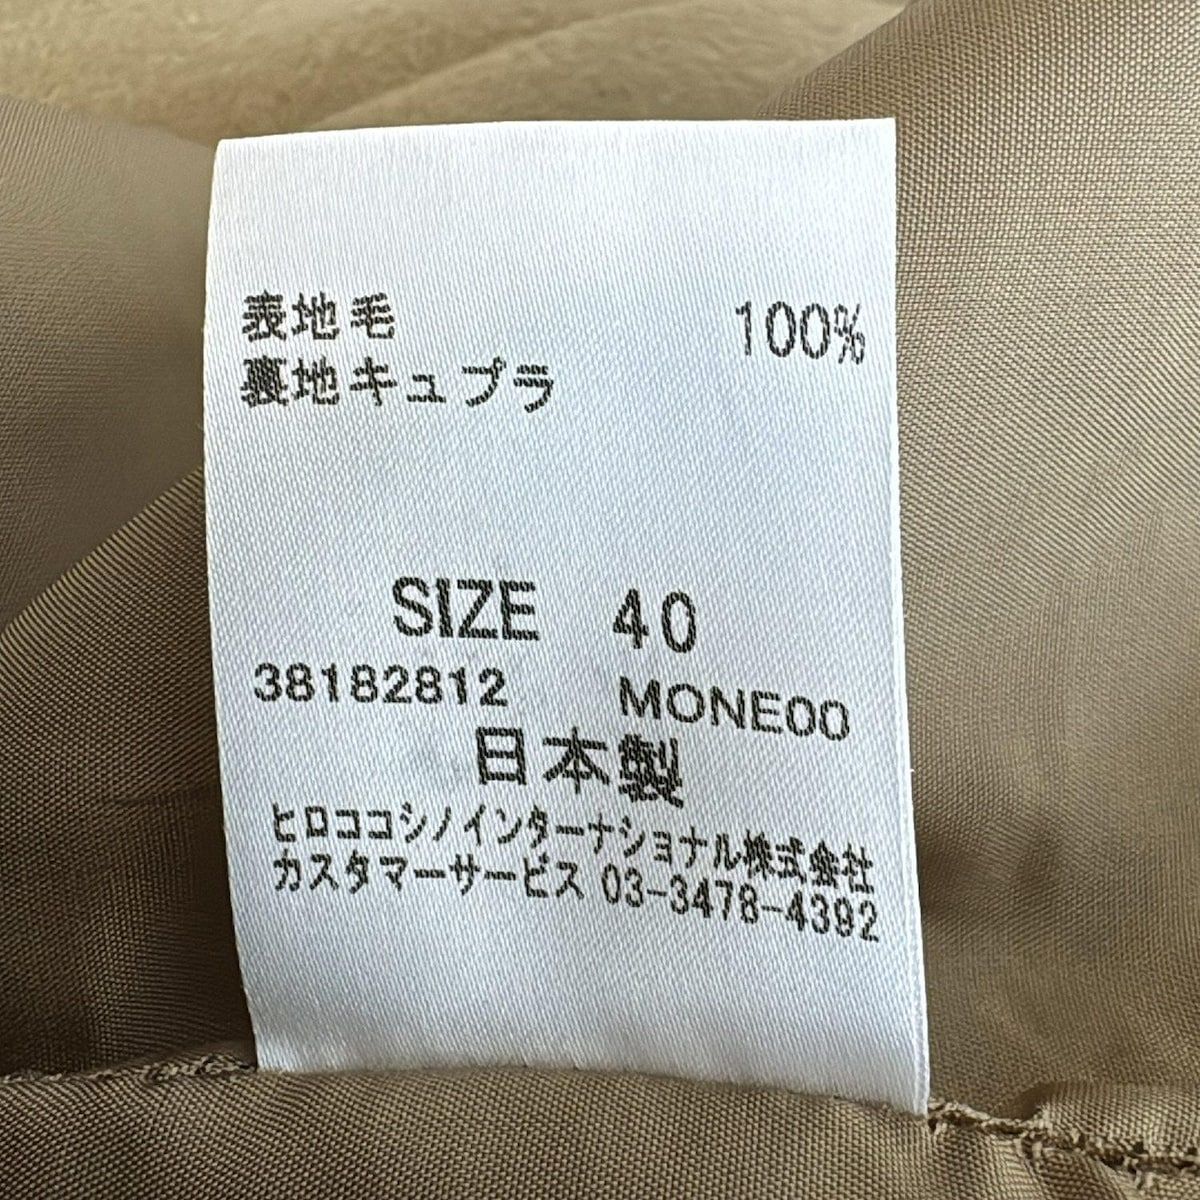 表地毛 100%
裏地キュプラ
SIZE 40
38182812 MONE00
日本製
ヒロココシノインターナショナル株式会社
カスタマーサービス 03-3478-4392